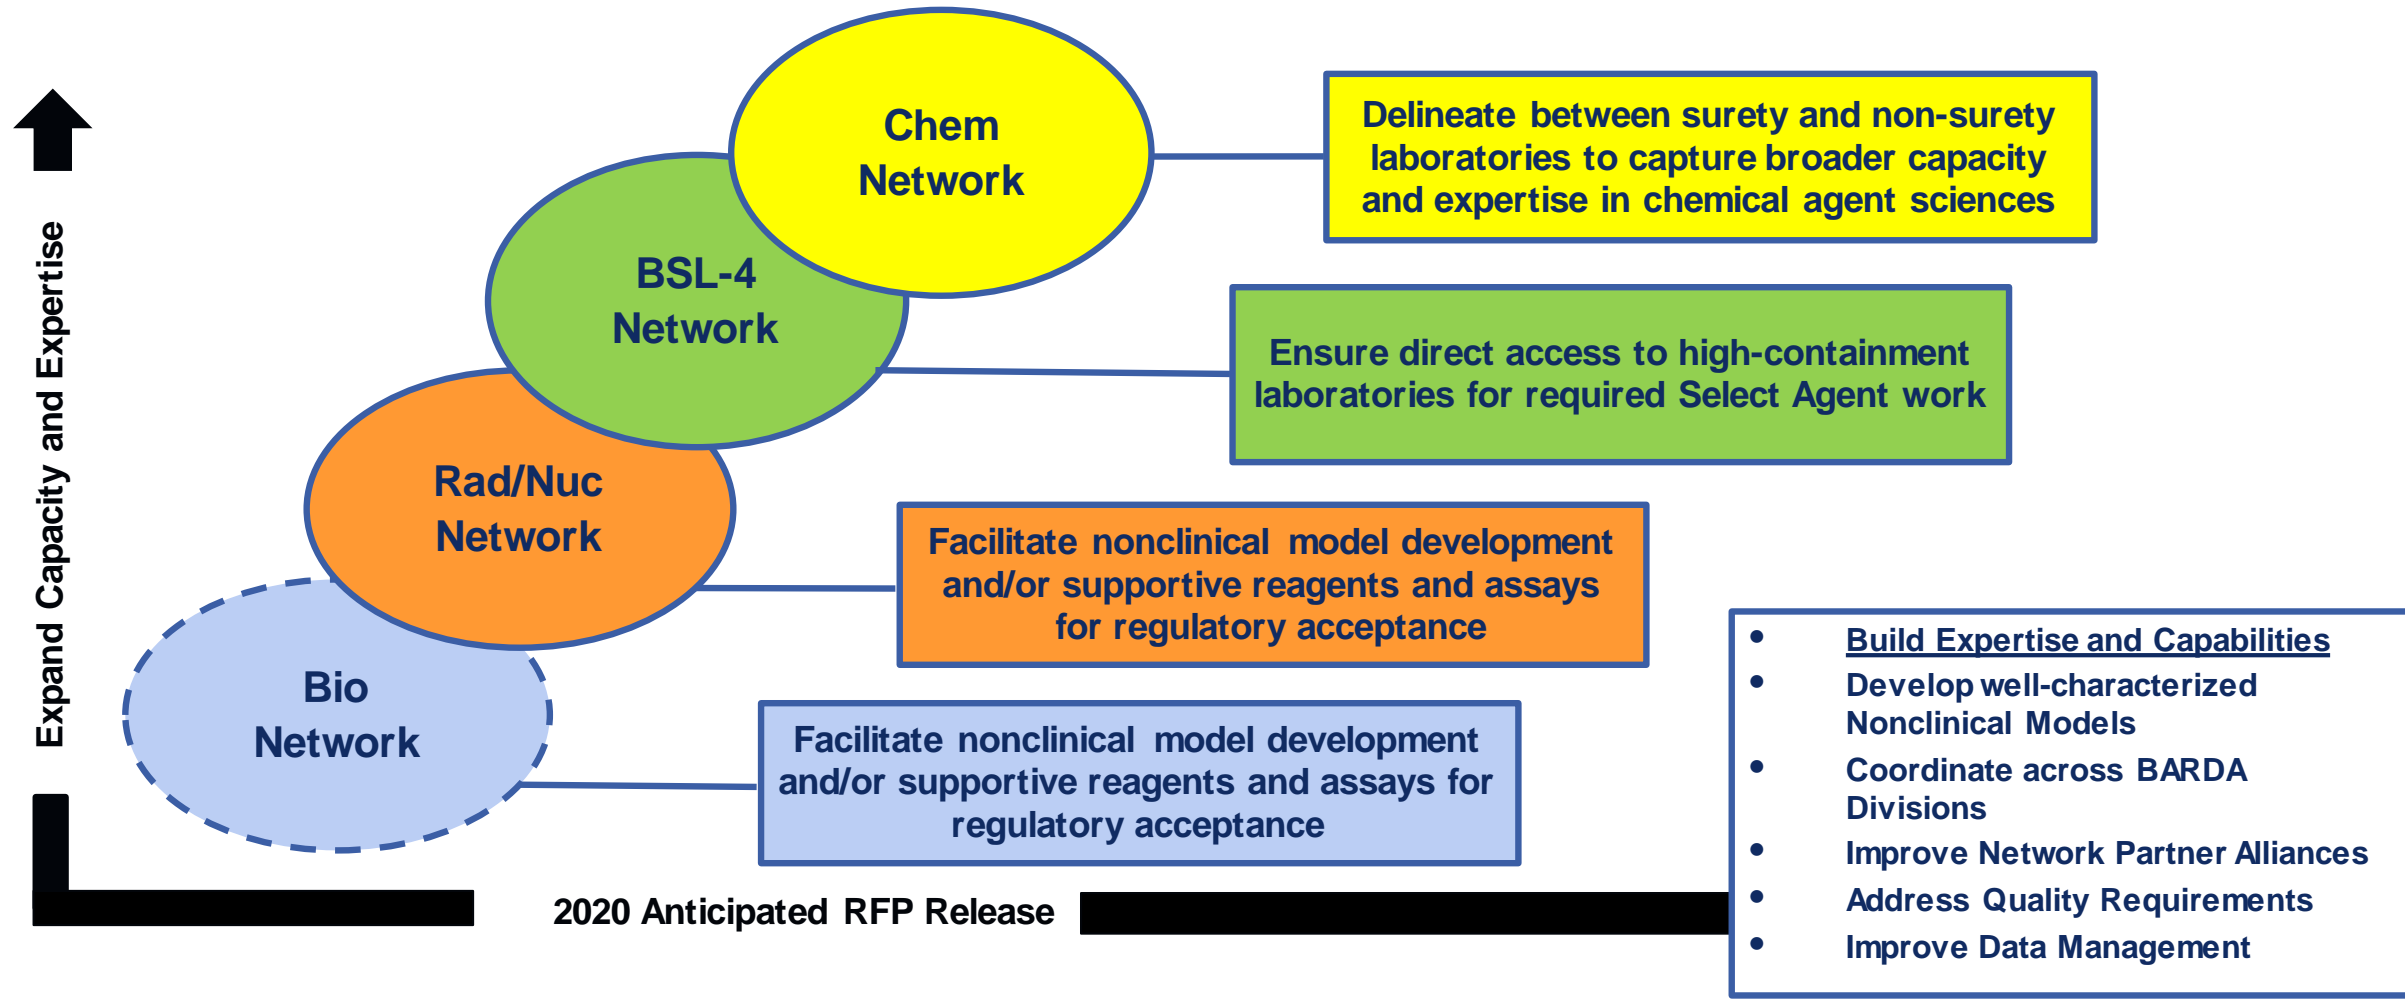 Chem
Network
Delineate between surety and non-surety
laboratories to capture broader capacity
and expertise in chemical agent sciences
BSL-4
Network
Ensure direct access to high-containment
laboratories for required Select Agent work
Rad/Nuc
Network
Facilitate nonclinical model development
and/or supportive reagents and assays
for regulatory acceptance
Bio
Network
Facilitate nonclinical model development
and/or supportive reagents and assays for
regulatory acceptance
Expand Capacity and Expertise
2020 Anticipated RFP Release
• Build Expertise and Capabilities
• Develop well-characterized
Nonclinical Models
• Coordinate across BARDA
Divisions
• Improve Network Partner Alliances
• Address Quality Requirements
• Improve Data Management